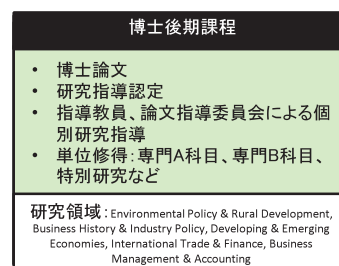 博士後期課程
• 博士論文
• 研究指導認定
• 指導教員、論文指導委員会による個
別研究指導
• 単位修得：専門A科目、専門B科目、
特別研究など
研究領域：Environmental Policy & Rural Development,
Business History & Industry Policy, Developing & Emerging
Economies, International Trade & Finance, Business
Management & Accounting